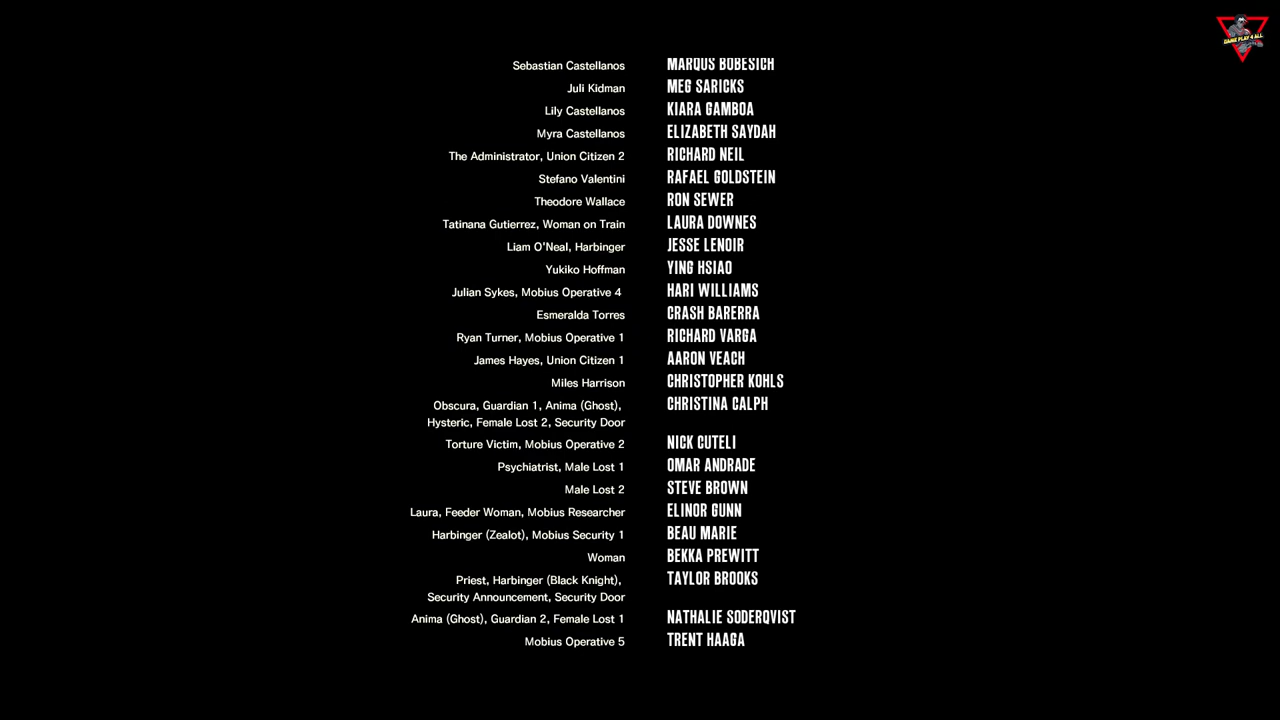 Sebastian Castellanos MARQUS BOBESICH
Juli Kidman MEG SARICKS
Lily Castellanos KIARA GAMBOA
Myra Castellanos ELIZABETH SAYDAH
The Administrator, Union Citizen 2 RICHARD NEIL
Stefano Valentini RAFAEL GOLDSTEIN
Theodore Wallace RON SEWER
Tatinana Gutierrez, Woman on Train LAURA DOWNES
Liam O'Neal, Harbinger JESSE LENOIR
Yukiko Hoffman YING HSIAO
Julian Sykes, Mobius Operative 4 HARI WILLIAMS
Esmeralda Torres CRASH BARERRA
Ryan Turner, Mobius Operative 1 RICHARD VARGA
James Hayes, Union Citizen 1 AARON VEACH
Miles Harrison CHRISTOPHER KOHLS
Obscura, Guardian 1, Anima (Ghost), CHRISTINA CALPH
Hysteric, Female Lost 2, Security Door
Torture Victim, Mobius Operative 2 NICK CUTELI
Psychiatrist, Male Lost 1 OMAR ANDRADE
Male Lost 2 STEVE BROWN
Laura, Feeder Woman, Mobius Researcher ELINOR GUNN
Harbinger (Zealot), Mobius Security 1 BEAU MARIE
Woman BEKKA PREWITT
Priest, Harbinger (Black Knight), TAYLOR BROOKS
Security Announcement, Security Door
Anima (Ghost), Guardian 2, Female Lost 1 NATHALIE SODERQVIST
Mobius Operative 5 TRENT HAAGA
GAME PLAY 4 ALL